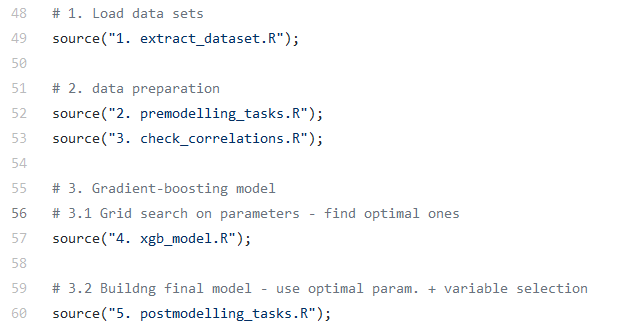 48 # 1. Load data sets
49 source("1. extract_dataset.R");
50
51 # 2. data preparation
52 source("2. premodelling_tasks.R");
53 source("3. check_correlations.R");
54
55 # 3. Gradient-boosting model
56 # 3.1 Grid search on parameters - find optimal ones
57 source("4. xgb_model.R");
58
59 # 3.2 Buildng final model - use optimal param. + variable selection
60 source("5. postmodelling_tasks.R");